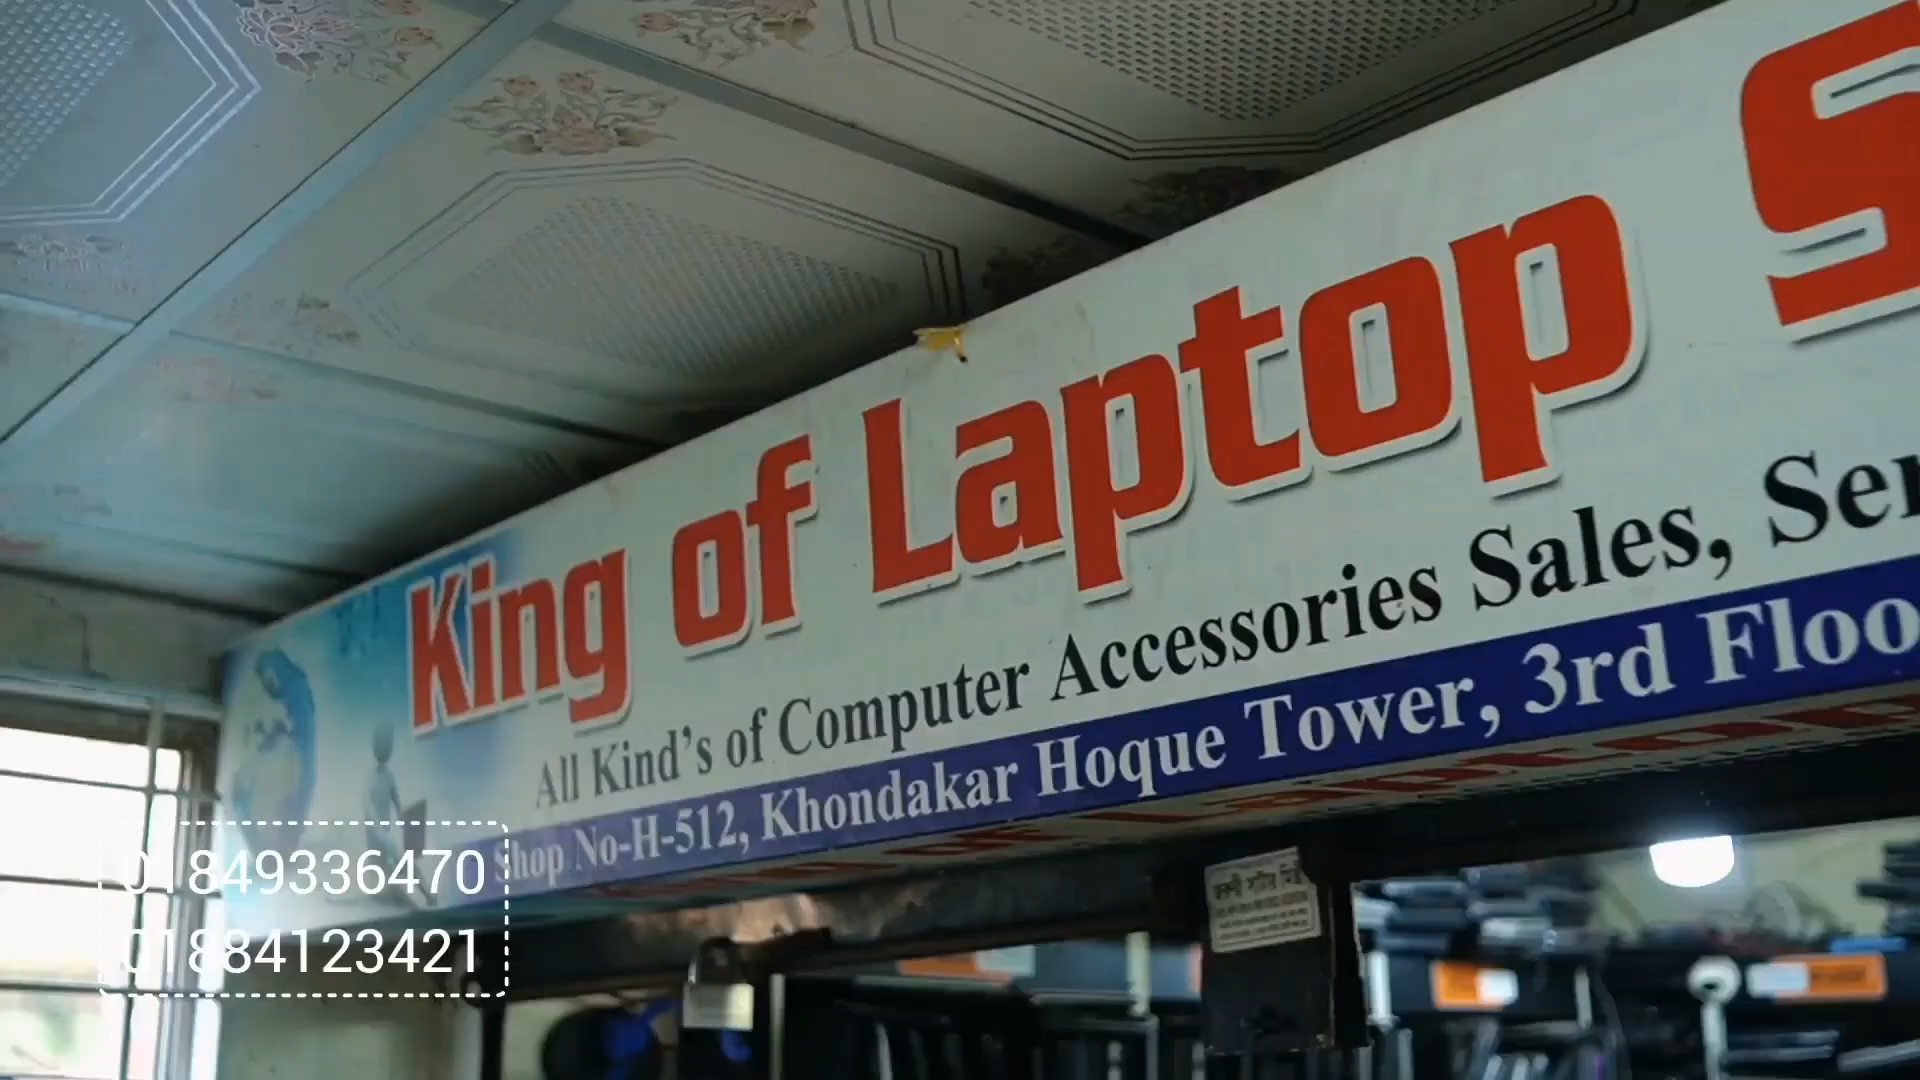 King of Laptop S
All Kind's of Computer Accessories Sales, Ser
Shop No-H-512, Khondakar Hoque Tower, 3rd Floo
01849336470
01884123421